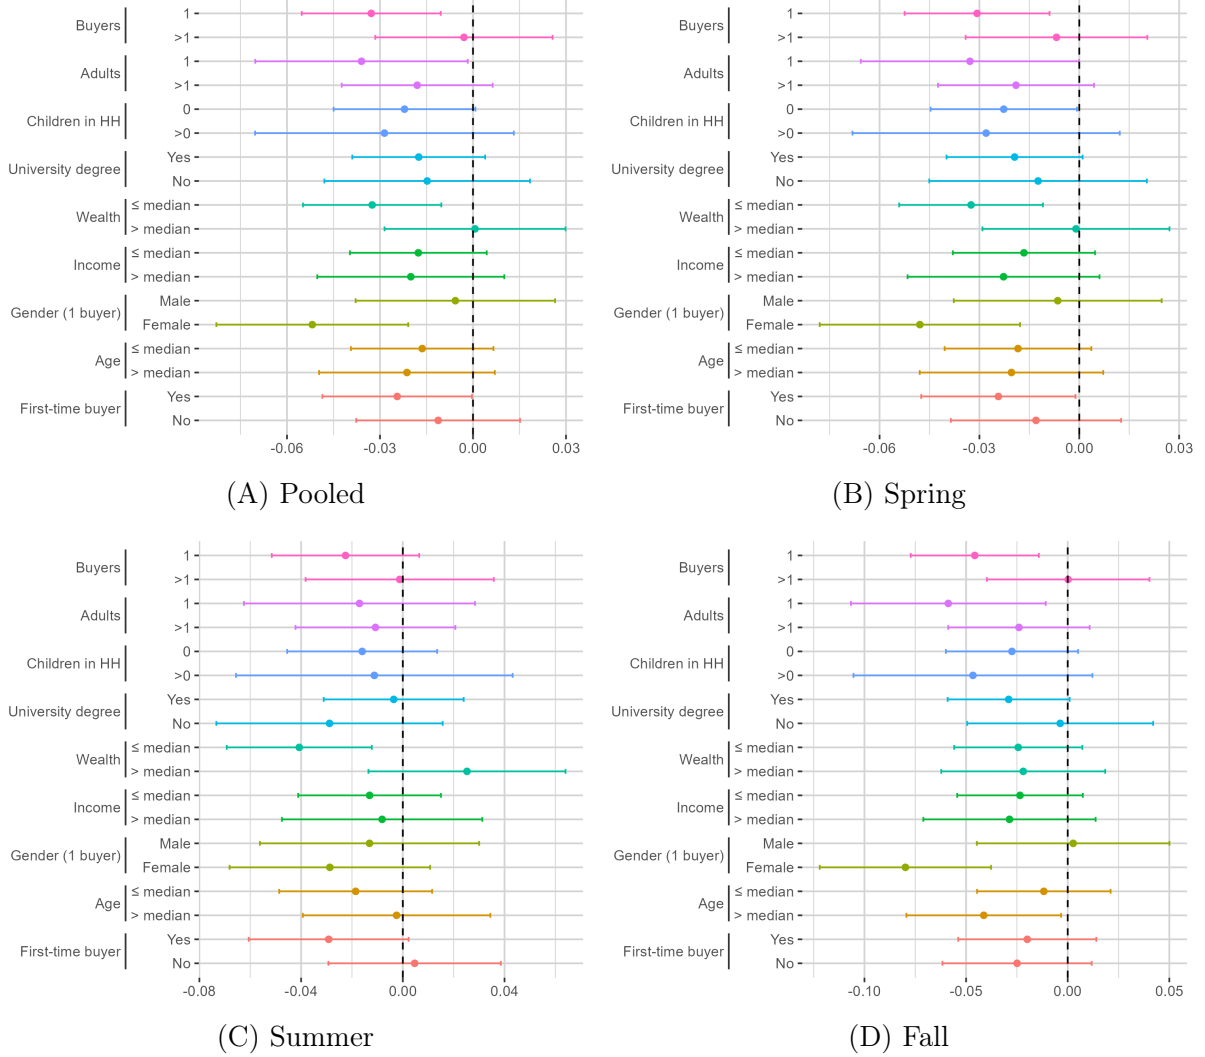 Buyers
1
>1
Adults
1
>1
Children in HH
0
>0
University degree
Yes
No
Wealth
≤ median
> median
Income
≤ median
> median
Gender (1 buyer)
Male
Female
Age
≤ median
> median
First-time buyer
Yes
No
-0.06 -0.03 0.00 0.03
(A) Pooled
Buyers
1
>1
Adults
1
>1
Children in HH
0
>0
University degree
Yes
No
Wealth
≤ median
> median
Income
≤ median
> median
Gender (1 buyer)
Male
Female
Age
≤ median
> median
First-time buyer
Yes
No
-0.06 -0.03 0.00 0.03
(B) Spring
Buyers
1
>1
Adults
1
>1
Children in HH
0
>0
University degree
Yes
No
Wealth
≤ median
> median
Income
≤ median
> median
Gender (1 buyer)
Male
Female
Age
≤ median
> median
First-time buyer
Yes
No
-0.08 -0.04 0.00 0.04
(C) Summer
Buyers
1
>1
Adults
1
>1
Children in HH
0
>0
University degree
Yes
No
Wealth
≤ median
> median
Income
≤ median
> median
Gender (1 buyer)
Male
Female
Age
≤ median
> median
First-time buyer
Yes
No
-0.10 -0.05 0.00 0.05
(D) Fall